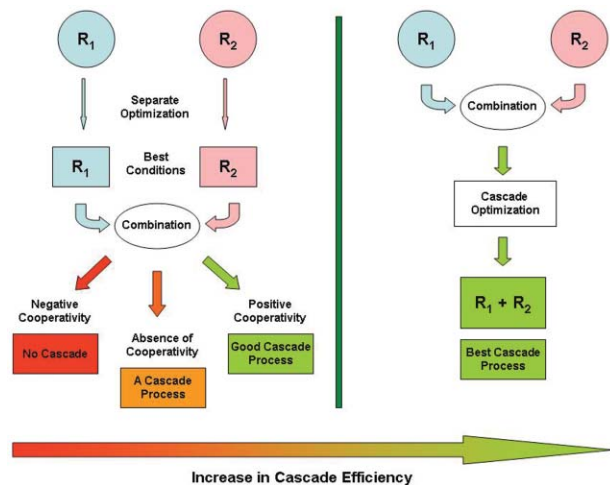 R1
R2
Separate
Optimization
R1
Best
Conditions
R2
Combination
Negative
Cooperativity
No Cascade
Absence of
Cooperativity
A Cascade
Process
Positive
Cooperativity
Good Cascade
Process
R1
R2
Combination
Cascade
Optimization
R1 + R2
Best Cascade
Process
Increase in Cascade Efficiency